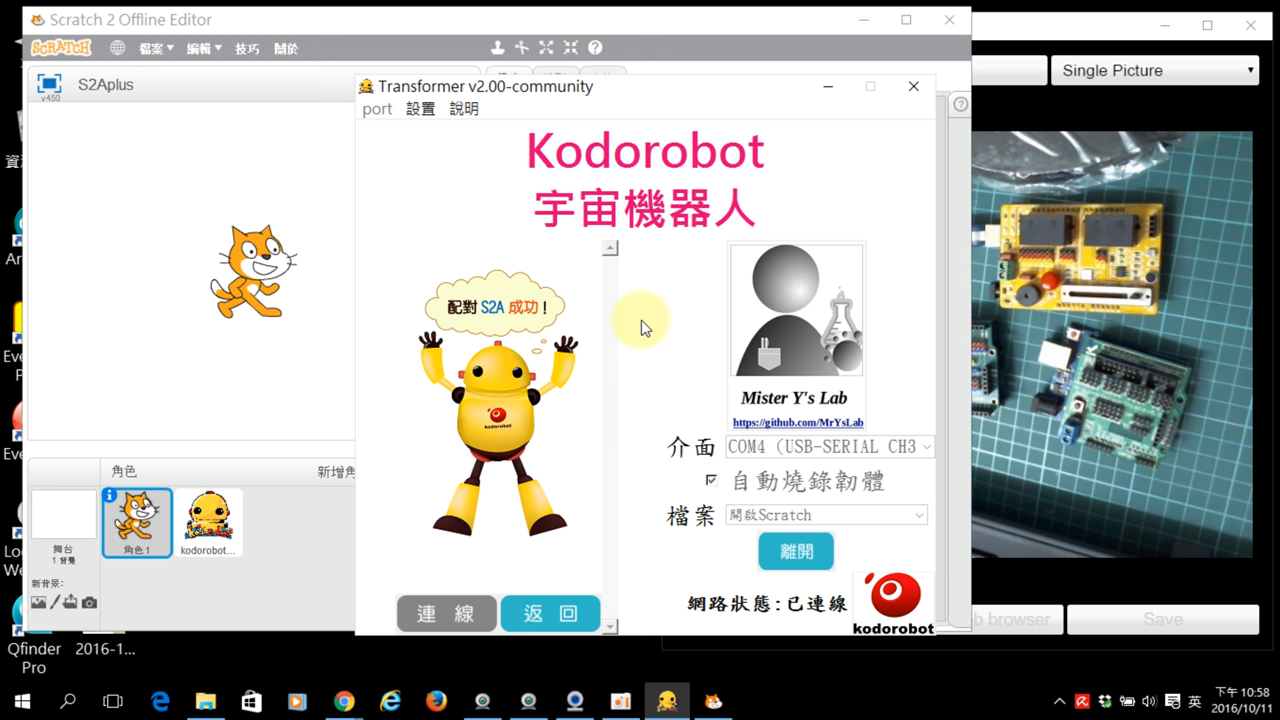 Scratch 2 Offline Editor
SCRATCH
檔案
編輯
技巧
關於
v450
S2Aplus
Single Picture
Transformer v2.00-community
port
設置
說明
Kodorobot
宇宙機器人
配對 S2A 成功！
kodorobot
Mister Y's Lab
https://github.com/MrYsLab
介面
COM4 (USB-SERIAL CH3
自動燒錄韌體
檔案
開啟Scratch
離開
網路狀態:已連線
kodorobot
連 線
返 回
角色
新增角
舞台
1 背景
新背景:
角色1
kodorobot...
b browser
Save
Qfinder
Pro
2016-1...
英
下午 10:58
2016/10/11